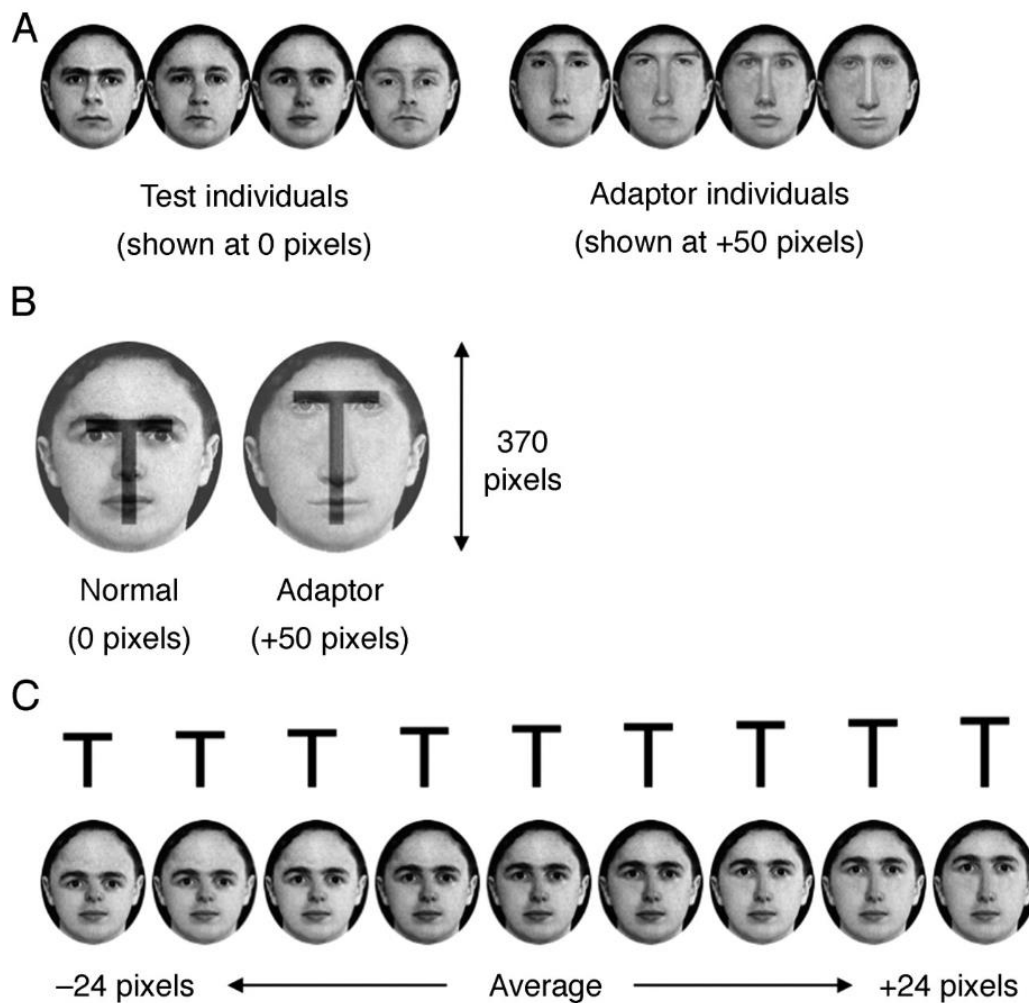 A
Test individuals
(shown at 0 pixels)
Adaptor individuals
(shown at +50 pixels)
B
T
T
370
pixels
Normal
(0 pixels)
Adaptor
(+50 pixels)
C
T T T T T T T T T
–24 pixels
Average
+24 pixels